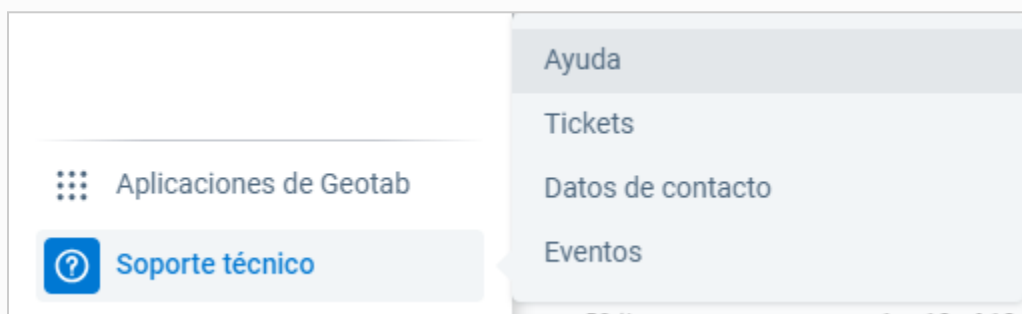 Ayuda
Tickets
Aplicaciones de Geotab
Datos de contacto
Soporte técnico
Eventos